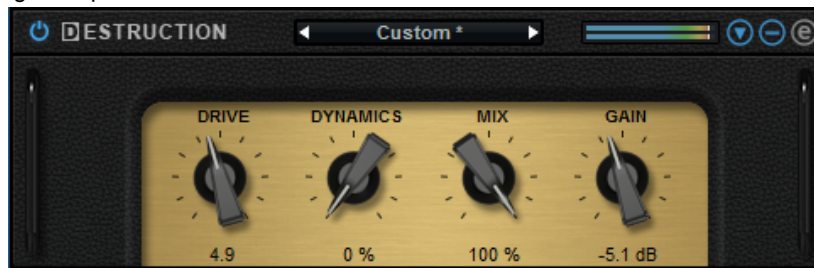 DESTRUCTION
Custom *
e
DRIVE DYNAMICS MIX GAIN
4.9 0 % 100 % -5.1 dB